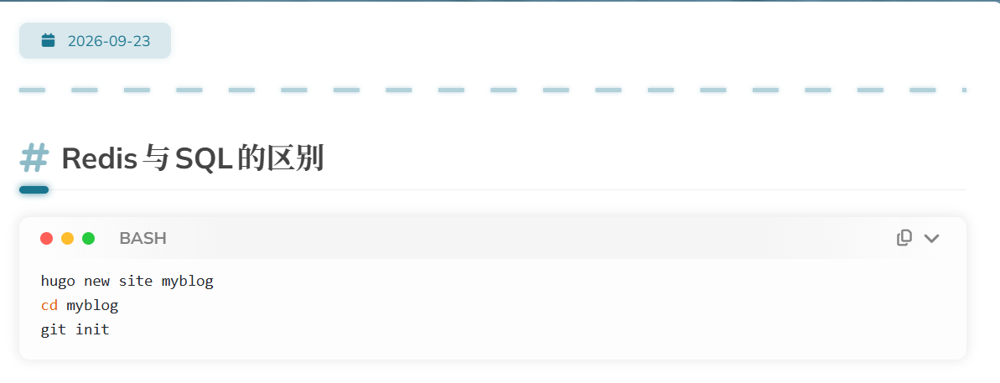 2026-09-23
# Redis与SQL的区别
BASH
hugo new site myblog
cd myblog
git init